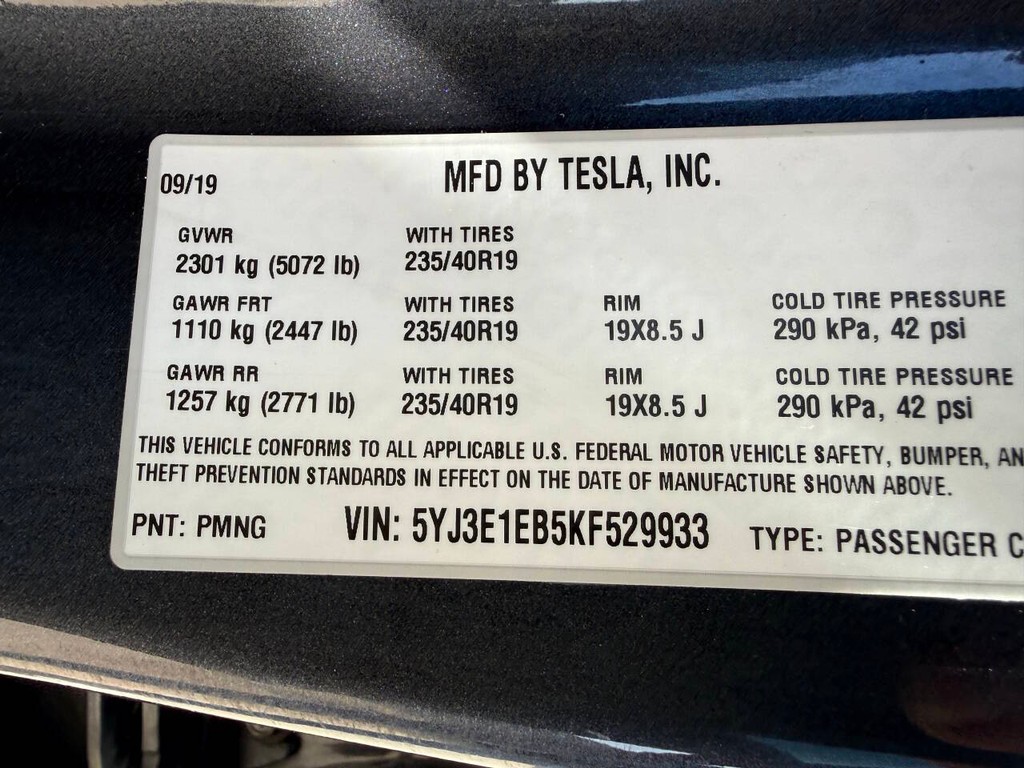 09/19 MFD BY TESLA, INC.
GVWR WITH TIRES
2301 kg (5072 lb) 235/40R19
GAWR FRT WITH TIRES RIM COLD TIRE PRESSURE
1110 kg (2447 lb) 235/40R19 19X8.5 J 290 kPa, 42 psi
GAWR RR WITH TIRES RIM COLD TIRE PRESSURE
1257 kg (2771 lb) 235/40R19 19X8.5 J 290 kPa, 42 psi
THIS VEHICLE CONFORMS TO ALL APPLICABLE U.S. FEDERAL MOTOR VEHICLE SAFETY, BUMPER, AN
THEFT PREVENTION STANDARDS IN EFFECT ON THE DATE OF MANUFACTURE SHOWN ABOVE.
PNT: PMNG VIN: 5YJ3E1EB5KF529933 TYPE: PASSENGER C